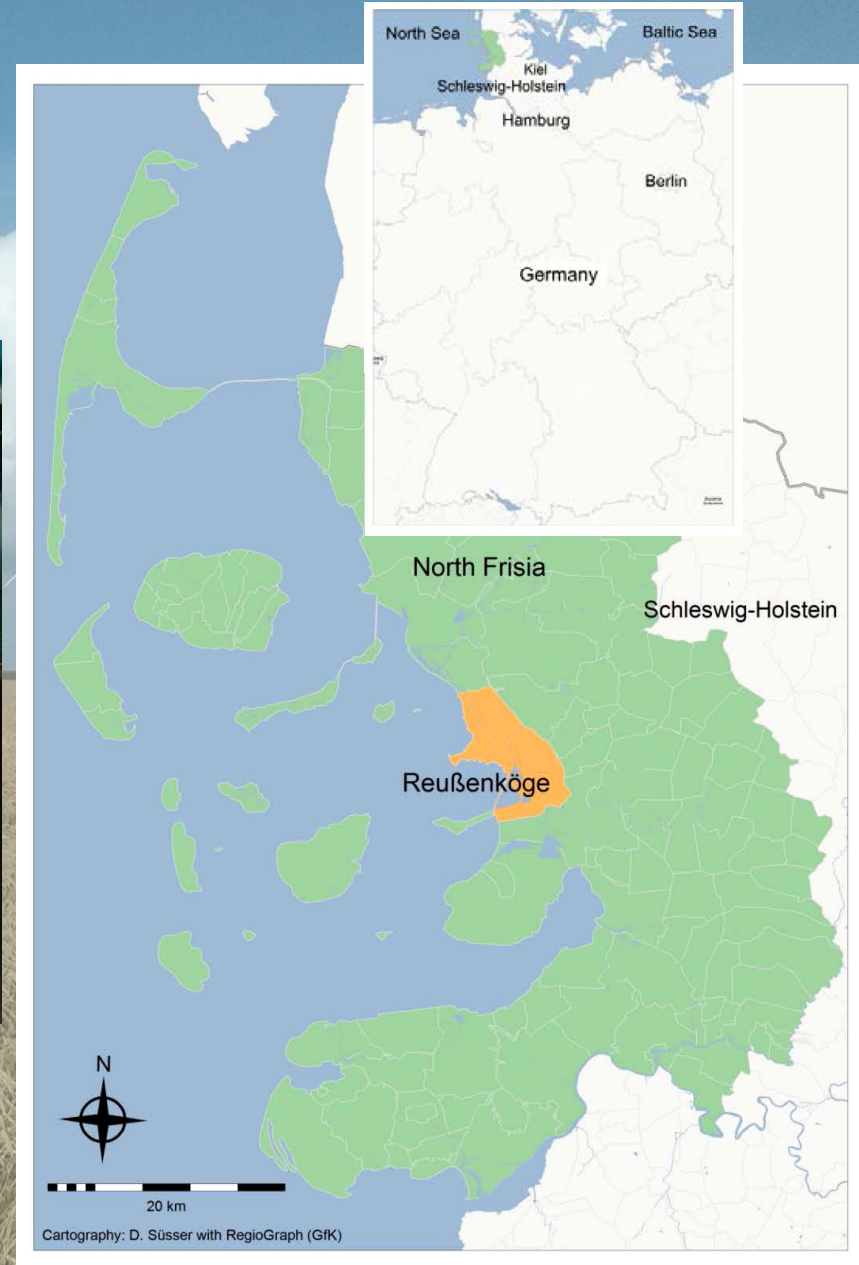 North Sea
Baltic Sea
Kiel
Schleswig-Holstein
Hamburg
Berlin
Germany
North Frisia
Schleswig-Holstein
Reußenköge
N
20 km
Cartography: D. Süsser with RegioGraph (GfK)